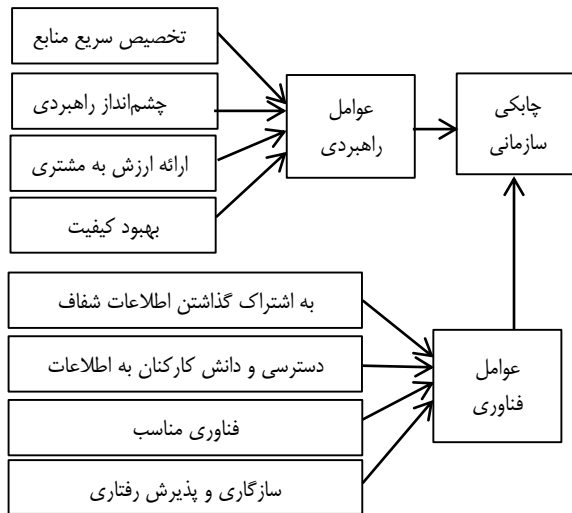 تخصیص سریع منابع
چشم‌انداز راهبردی
ارائه ارزش به مشتری
بهبود کیفیت
عوامل
راهبردی
چابکی
سازمانی
به اشتراک گذاشتن اطلاعات شفاف
دسترسی و دانش کارکنان به اطلاعات
فناوری مناسب
سازگاری و پذیرش رفتاری
عوامل
فناوری